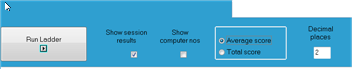 Run Ladder
Show session
results
Show
computer nos
Average score
Total score
Decimal
places
2